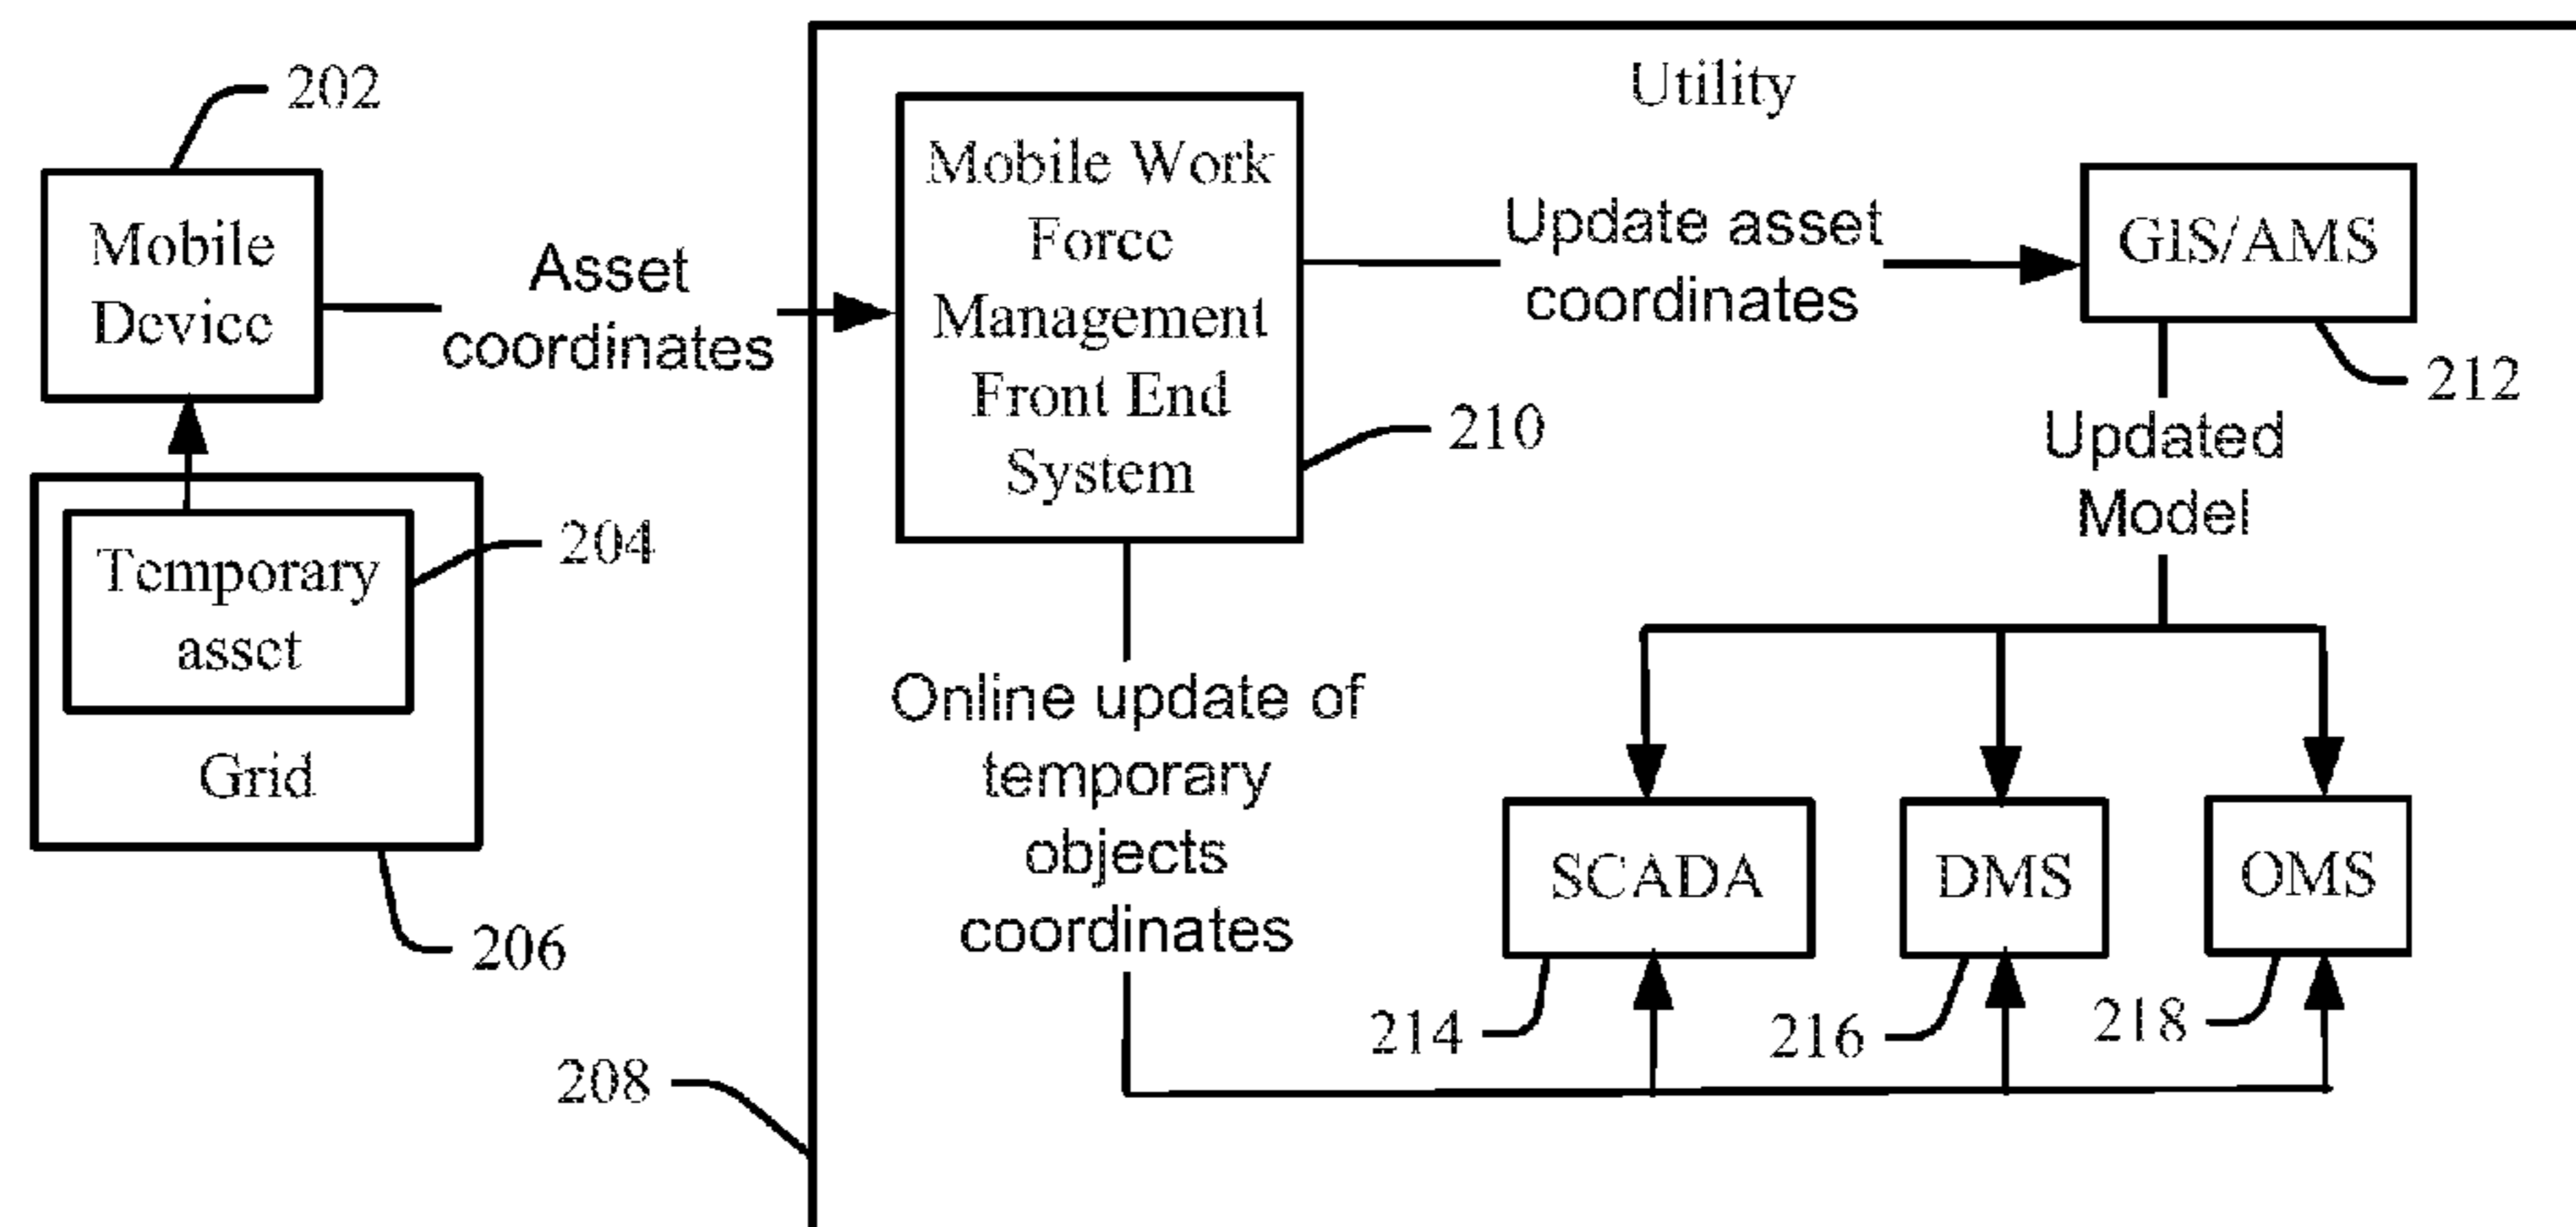 Utility
202
Mobile
Device
Asset
coordinates
Temporary
asset
204
Grid
206
208
Mobile Work
Force
Management
Front End
System
210
Update asset
coordinates
GIS/AMS
212
Updated
Model
Online update of
temporary
objects
coordinates
SCADA
DMS
OMS
214
216
218